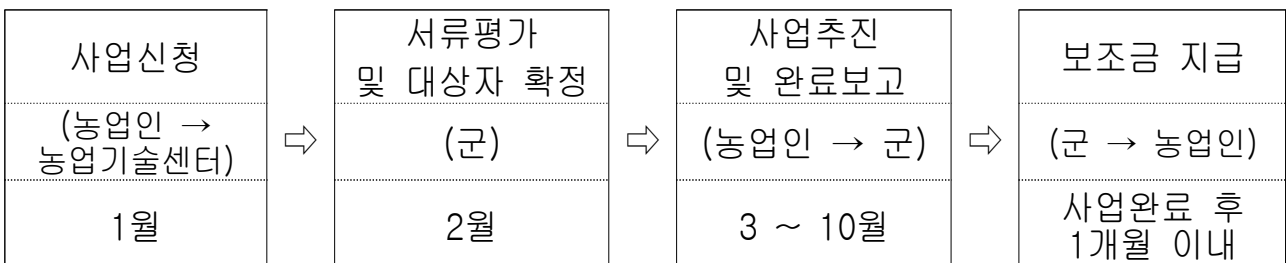 사업신청
(농업인 →
농업기술센터)
1월
⇨
서류평가
및 대상자 확정
(군)
2월
⇨
사업추진
및 완료보고
(농업인 → 군)
3 ~ 10월
⇨
보조금 지급
(군 → 농업인)
사업완료 후
1개월 이내